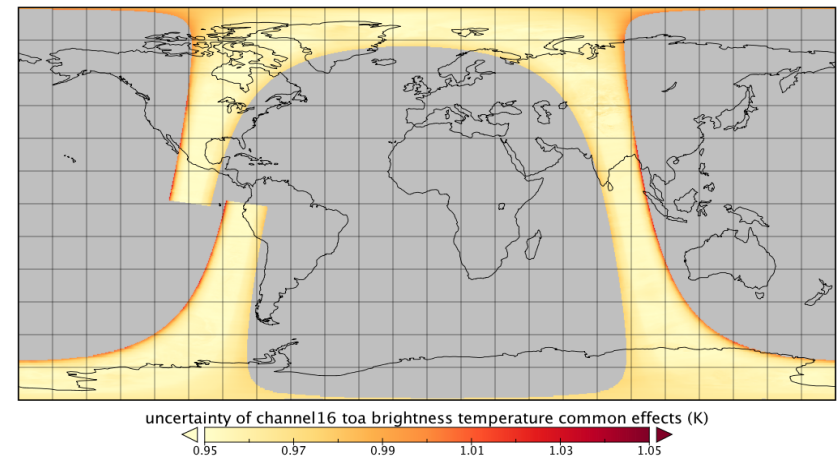 uncertainty of channel16 toa brightness temperature common effects (K)
0.95 0.97 0.99 1.01 1.03 1.05